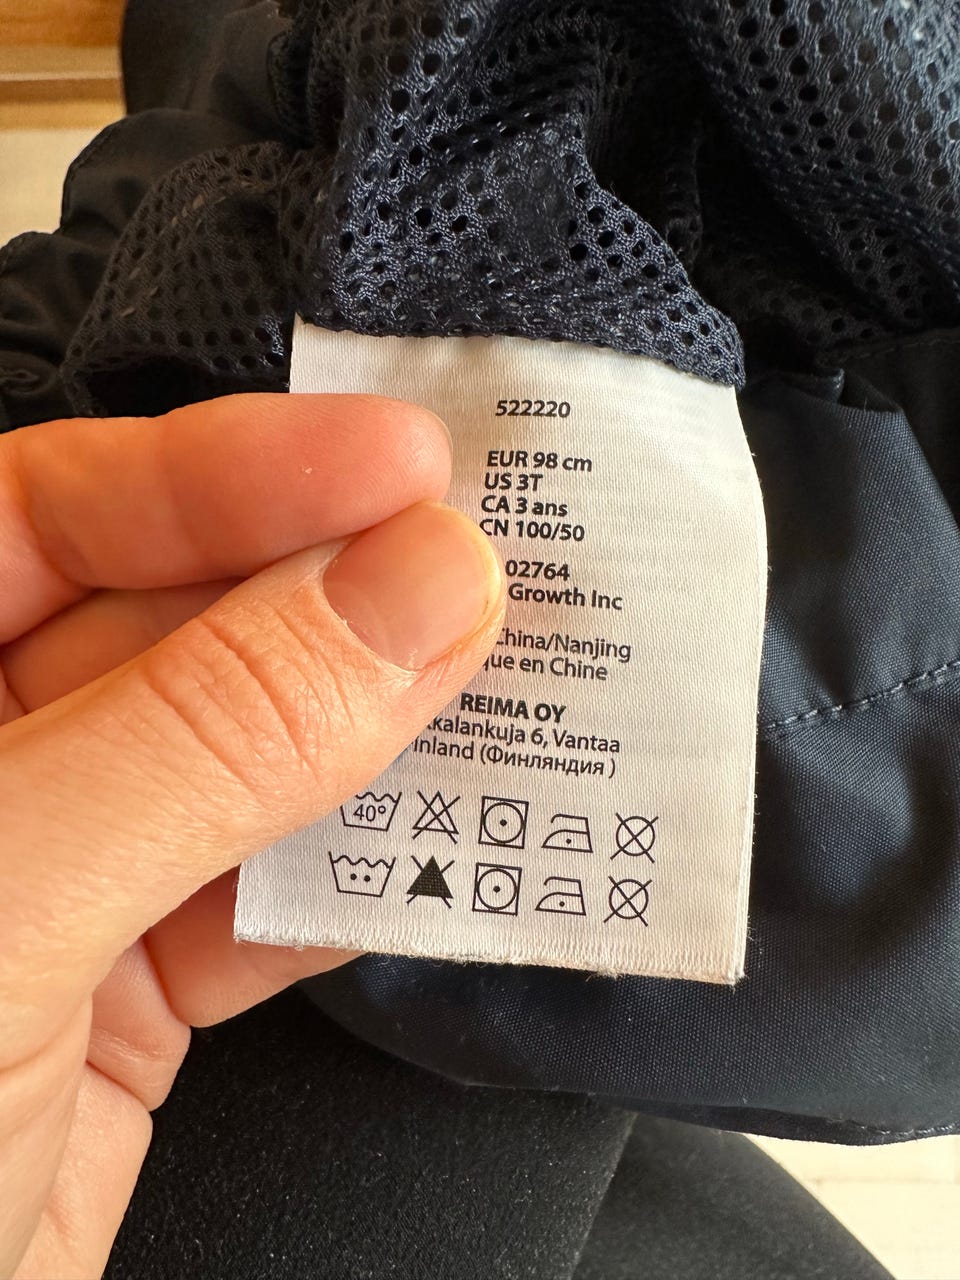 522220
EUR 98 cm
US 3T
CA 3 ans
CN 100/50
02764
Growth Inc
China/Nanjing
que en Chine
REIMA OY
kkalankuja 6, Vantaa
inland (Финляндия )
40°